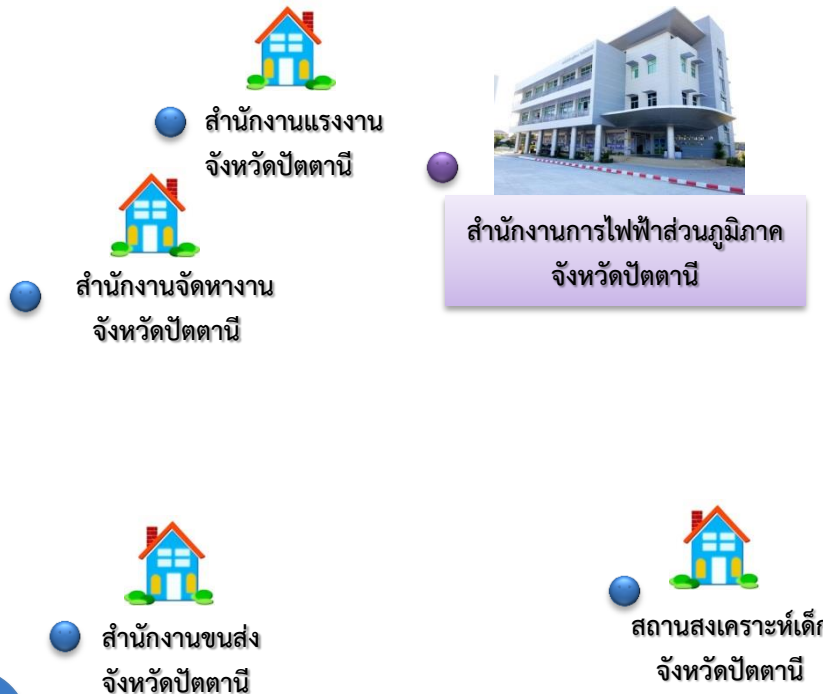 สำนักงานแรงงาน
จังหวัดปัตตานี
สำนักงานการไฟฟ้าส่วนภูมิภาค
จังหวัดปัตตานี
สำนักงานจัดหางาน
จังหวัดปัตตานี
สำนักงานขนส่ง
จังหวัดปัตตานี
สถานสงเคราะห์เด็ก
จังหวัดปัตตานี